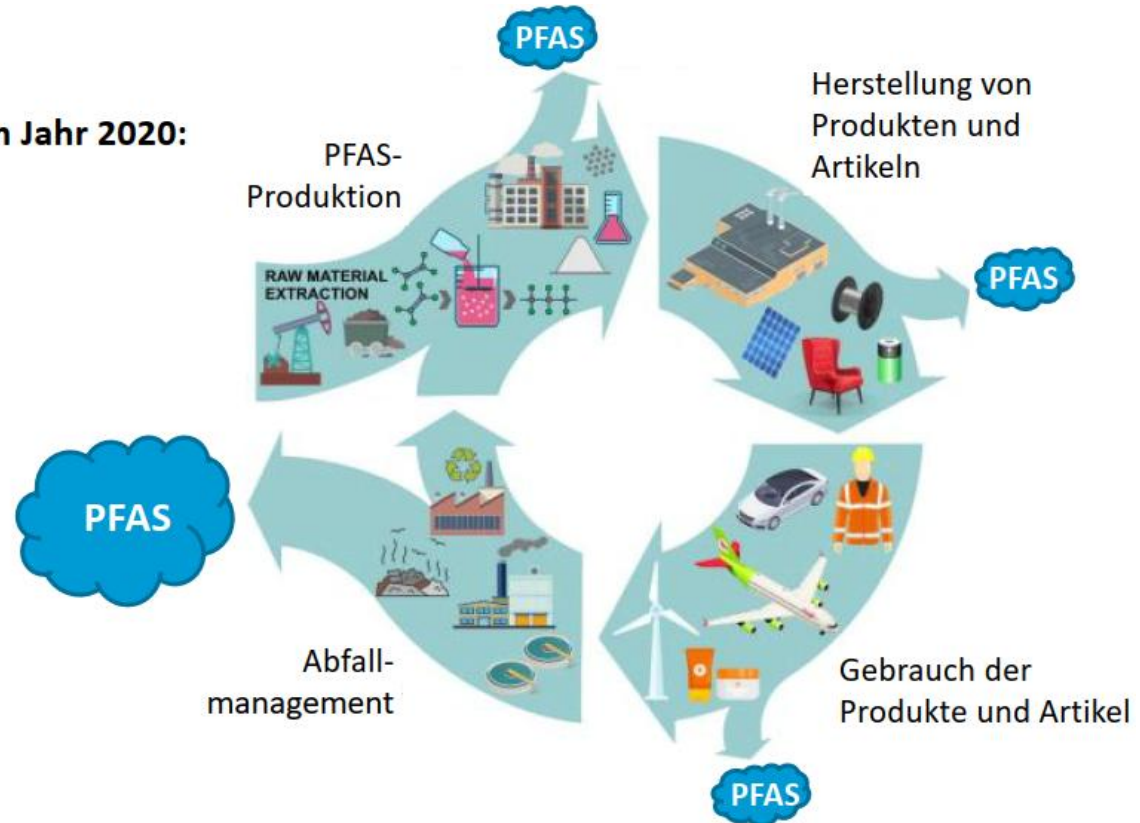 PFAS
Jahr 2020:
PFAS-
Produktion
Herstellung von
Produkten und
Artikeln
RAW MATERIAL
EXTRACTION
PFAS
PFAS
Abfall-
management
Gebrauch der
Produkte und Artikel
PFAS